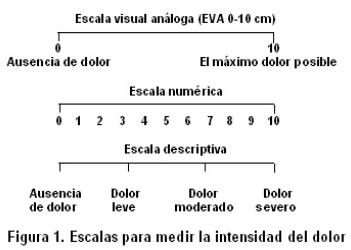 Escala visual análoga (EVA 0-10 cm)
0 10
Ausencia de dolor El máximo dolor posible
Escala numérica
0 1 2 3 4 5 6 7 8 9 10
Escala descriptiva
Ausencia Dolor Dolor Dolor
de dolor leve moderado severo
Figura 1. Escalas para medir la intensidad del dolor